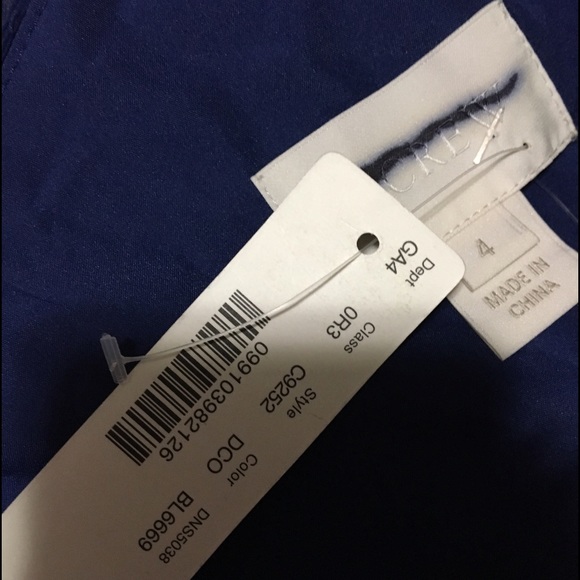 CREW
4
MADE IN
CHINA
Dept Class Style Color DNS5038
GA4 0R3 C9252 DCO BL6669
099103982126